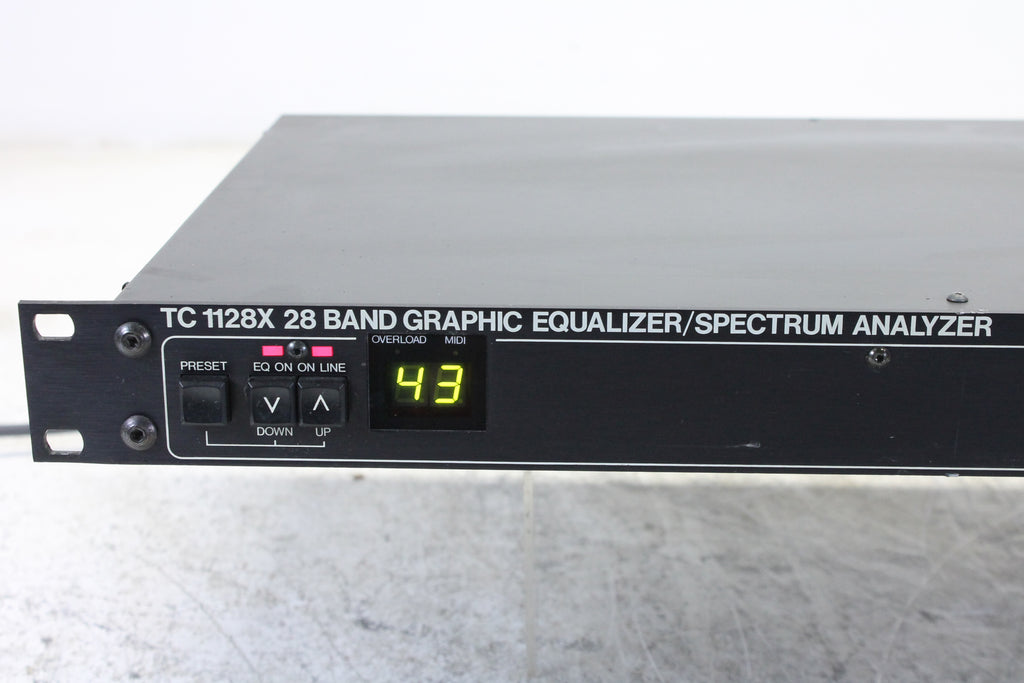 TC 1128X 28 BAND GRAPHIC EQUALIZER/SPECTRUM ANALYZER
OVERLOAD MIDI
PRESET EQ ON ON LINE
43
DOWN UP